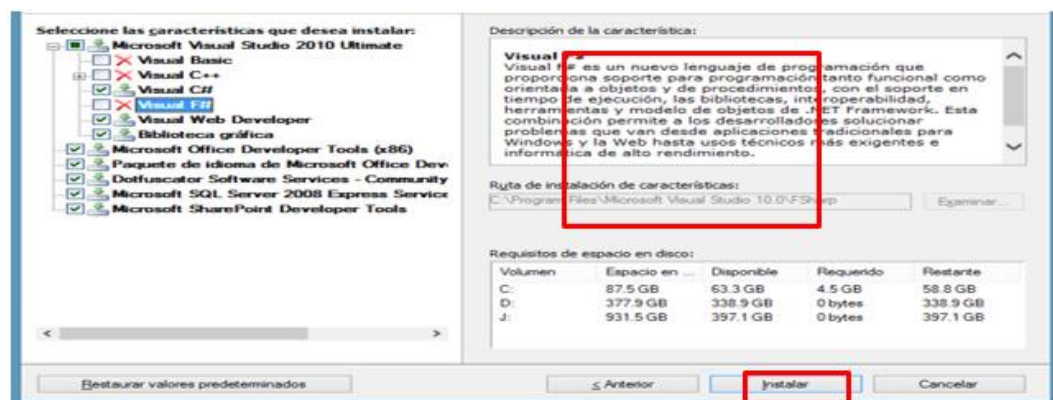 Seleccione las características que desea instalar:
Microsoft Visual Studio 2010 Ultimate
Visual Basic
Visual C++
Visual C#
Visual F#
Visual Web Developer
Biblioteca gráfica
Microsoft Office Developer Tools (x86)
Paquete de idioma de Microsoft Office Dev
Dotfuscator Software Services - Community
Microsoft SQL Server 2008 Express Service
Microsoft SharePoint Developer Tools
Descripción de la característica:
Visual F#
Visual F# es un nuevo lenguaje de programación que
proporciona soporte para programación tanto funcional como
orientada a objetos y de procedimientos, con el soporte en
tiempo de ejecución, las bibliotecas, interoperabilidad,
herramientas y modelo de objetos de .NET Framework. Esta
combinación permite a los desarrolladores solucionar
problemas que van desde aplicaciones tradicionales para
Windows y la Web hasta usos técnicos más exigentes e
informática de alto rendimiento.
Ruta de instalación de características:
C:\Program Files\Microsoft Visual Studio 10.0\FSharp
Examinar...
Requisitos de espacio en disco:
Volumen Espacio en ... Disponible Requerido Restante
C: 87.5 GB 63.3 GB 4.5 GB 58.8 GB
D: 377.9 GB 338.9 GB 0 bytes 338.9 GB
J: 931.5 GB 397.1 GB 0 bytes 397.1 GB
Restaurar valores predeterminados
< Anterior
Instalar
Cancelar